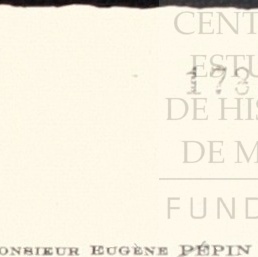 CENT
ESTU
173
DE HIS
DE M
FUND
ONSIEUR EUGÈNE PÉPIN